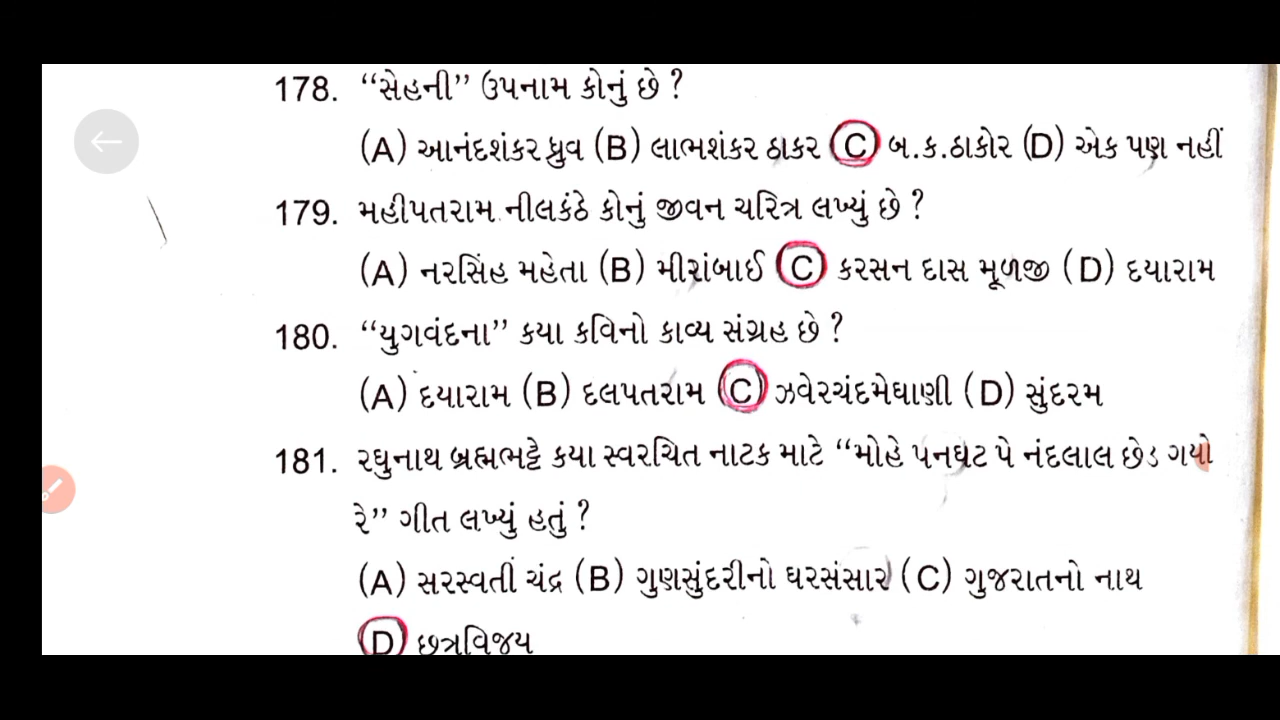 178. “સેહની” ઉપનામ કોનું છે ?
(A) આનંદશંકર ધ્રુવ (B) લાભશંકર ઠાકર (C) બ.ક.ઠાકોર (D) એક પણ નહીં
179. મહીપતરામ નીલકંઠે કોનું જીવન ચરિત્ર લખ્યું છે ?
(A) નરસિંહ મહેતા (B) મીરાંબાઈ (C) કરસન દાસ મૂળજી (D) દયારામ
180. “યુગવંદના” કયા કવિનો કાવ્ય સંગ્રહ છે ?
(A) દયારામ (B) દલપતરામ (C) ઝવેરચંદમેઘાણી (D) સુંદરમ
181. રઘુનાથ બ્રહ્મભટ્ટે કયા સ્વરચિત નાટક માટે “મોહે પનઘટ પે નંદલાલ છેડ ગયો
રે” ગીત લખ્યું હતું ?
(A) સરસ્વતી ચંદ્ર (B) ગુણસુંદરીનો ઘરસંસાર (C) ગુજરાતનો નાથ
(D) છત્રવિજય